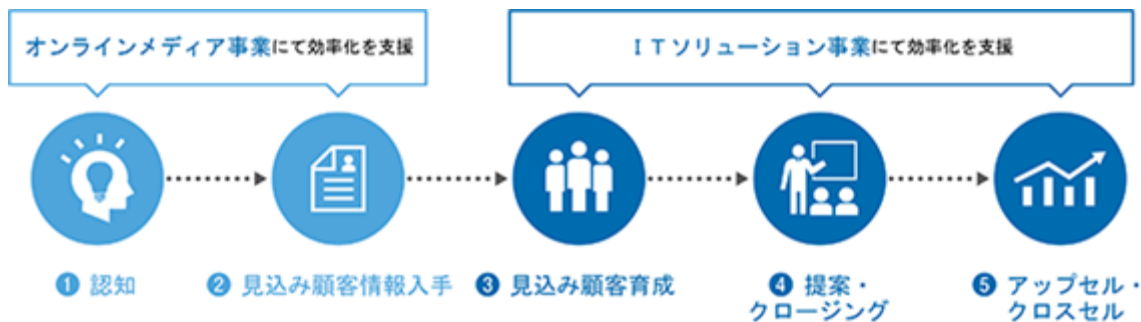 オンラインメディア事業にて効率化を支援
ITソリューション事業にて効率化を支援
❶ 認知
❷ 見込み顧客情報入手
❸ 見込み顧客育成
❹ 提案・
クロージング
❺ アップセル・
クロスセル